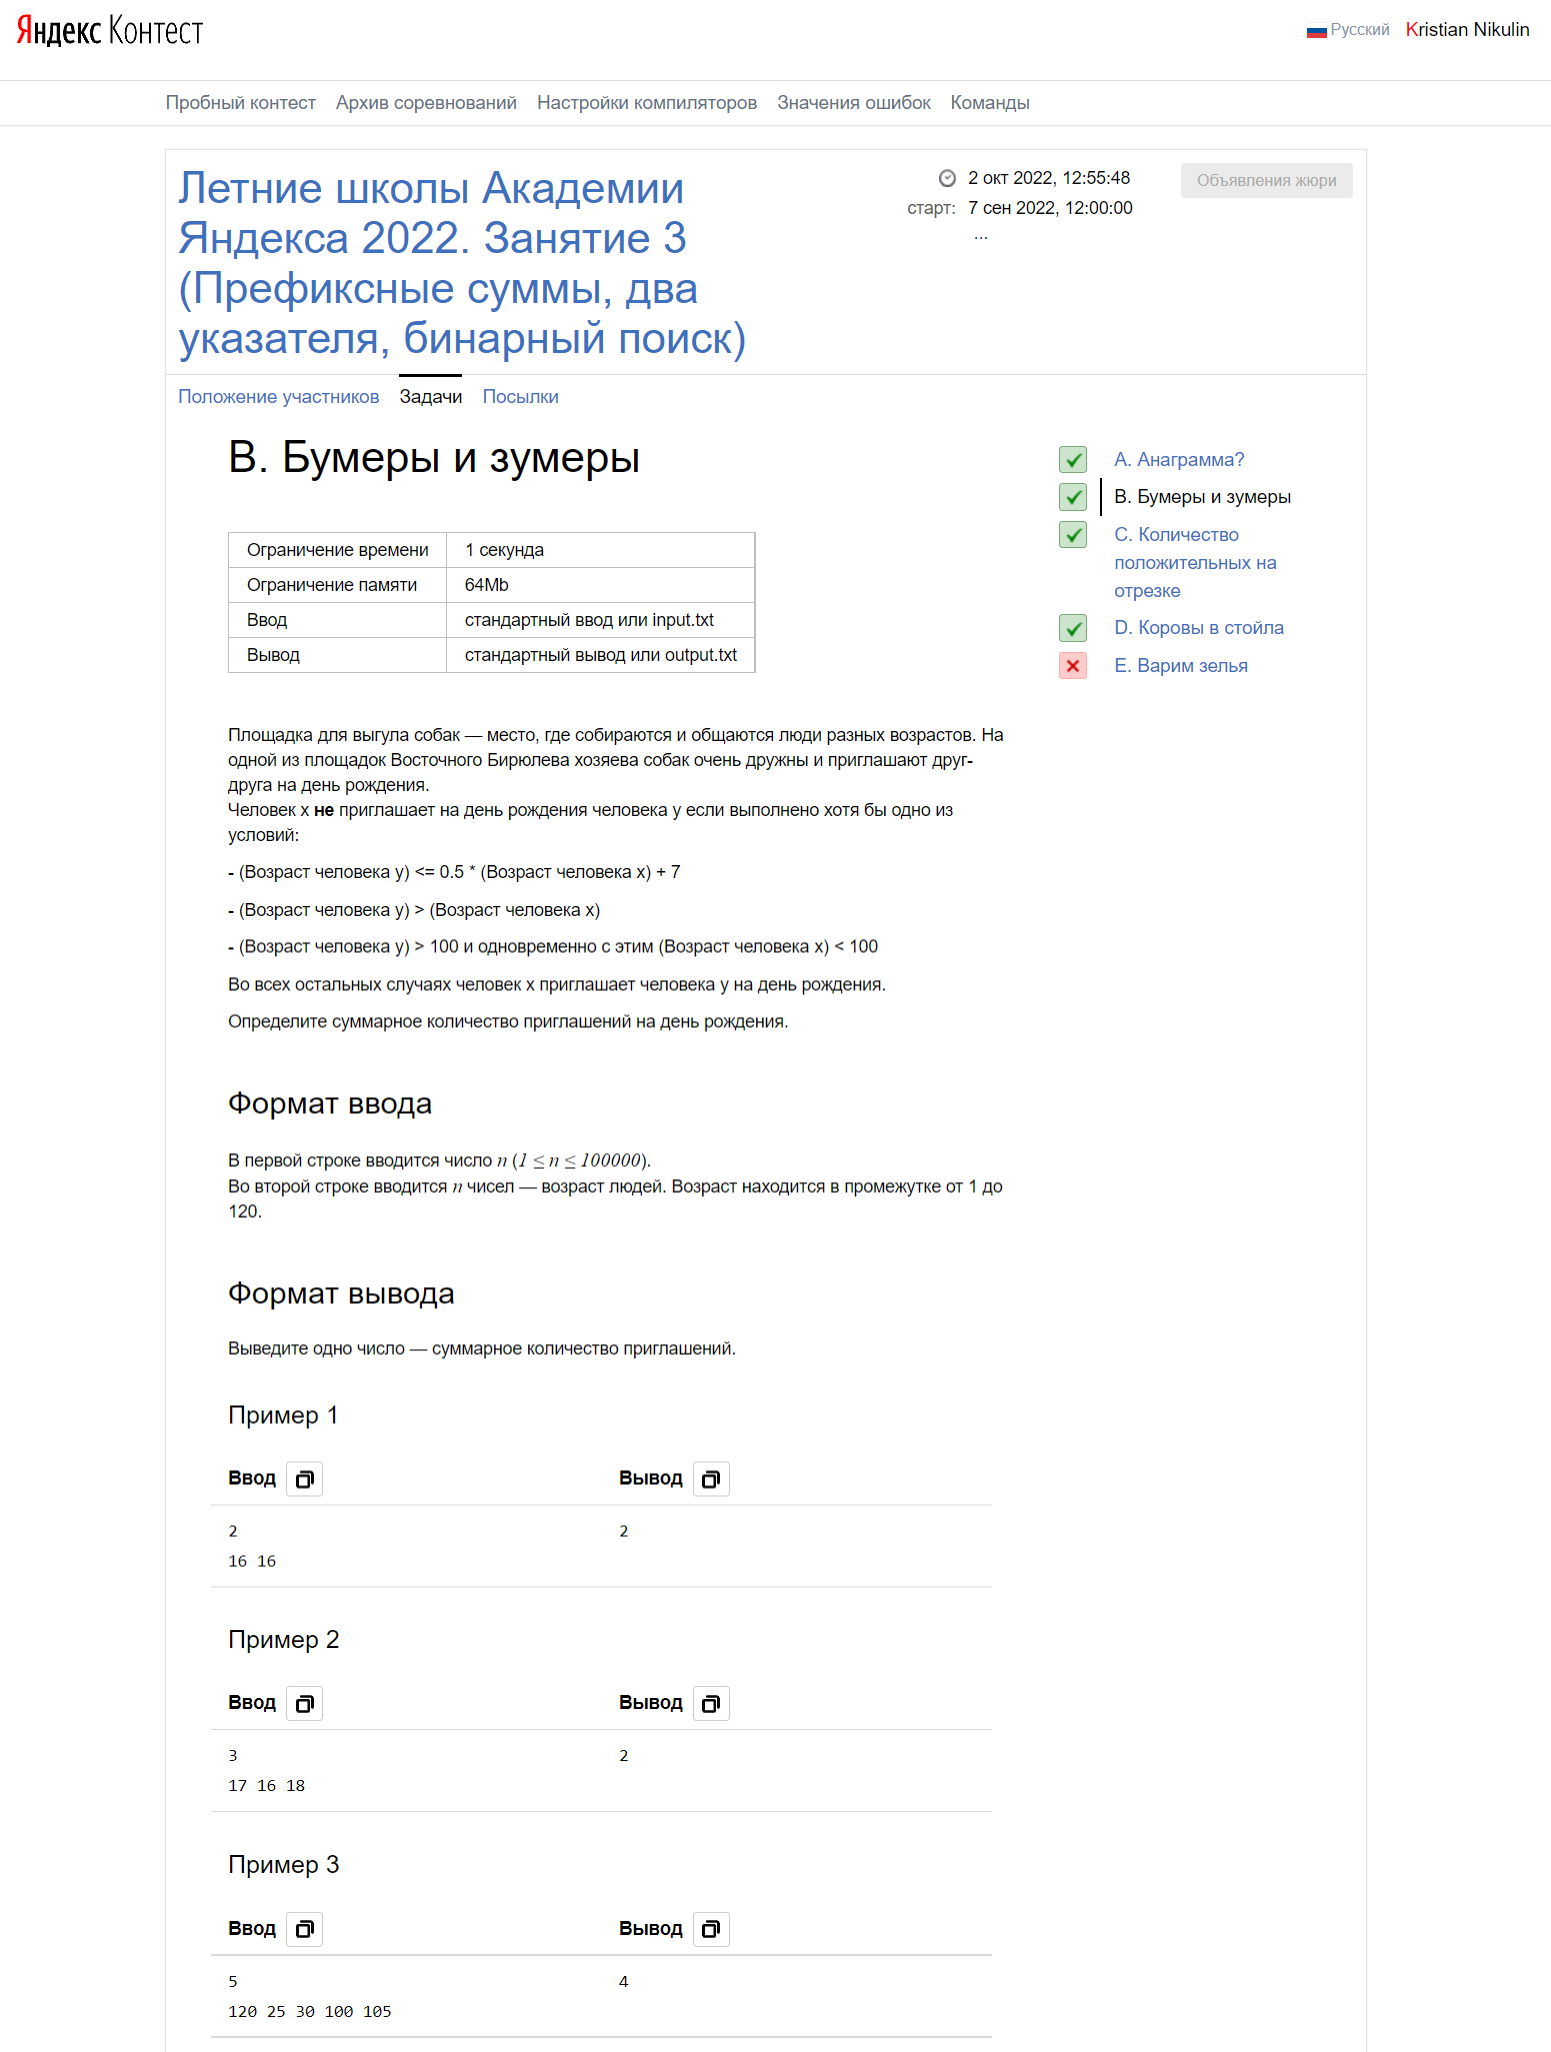 Яндекс Контест
Русский Kristian Nikulin
Пробный контест Архив соревнований Настройки компиляторов Значения ошибок Команды
Летние школы Академии
Яндекса 2022. Занятие 3
(Префиксные суммы, два
указателя, бинарный поиск)
2 окт 2022, 12:55:48
старт: 7 сен 2022, 12:00:00
...
Объявления жюри
Положение участников Задачи Посылки
B. Бумеры и зумеры
Ограничение времени 1 секунда
Ограничение памяти 64Mb
Ввод стандартный ввод или input.txt
Вывод стандартный вывод или output.txt
A. Анаграмма?
B. Бумеры и зумеры
C. Количество
положительных на
отрезке
D. Коровы в стойла
E. Варим зелья
Площадка для выгула собак — место, где собираются и общаются люди разных возрастов. На
одной из площадок Восточного Бирюлева хозяева собак очень дружны и приглашают друг-
друга на день рождения.
Человек x не приглашает на день рождения человека y если выполнено хотя бы одно из
условий:
- (Возраст человека y) <= 0.5 * (Возраст человека x) + 7
- (Возраст человека y) > (Возраст человека x)
- (Возраст человека y) > 100 и одновременно с этим (Возраст человека x) < 100
Во всех остальных случаях человек x приглашает человека y на день рождения.
Определите суммарное количество приглашений на день рождения.
Формат ввода
В первой строке вводится число n (1 ≤ n ≤ 100000).
Во второй строке вводится n чисел — возраст людей. Возраст находится в промежутке от 1 до
120.
Формат вывода
Выведите одно число — суммарное количество приглашений.
Пример 1
Ввод Вывод
2 2
16 16
Пример 2
Ввод Вывод
3 2
17 16 18
Пример 3
Ввод Вывод
5 4
120 25 30 100 105